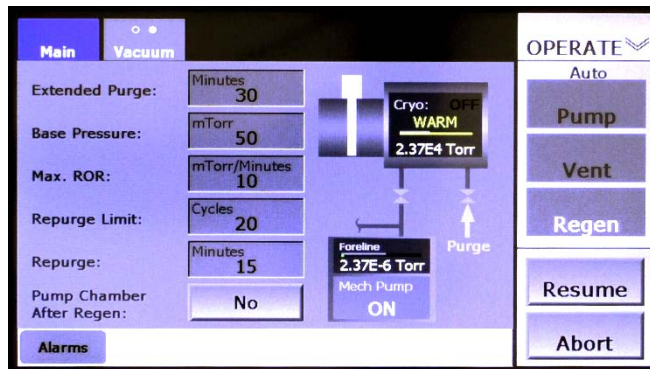 Main
Vacuum
OPERATE
Auto
Pump
Vent
Regen
Resume
Abort
Extended Purge:
Minutes
30
Base Pressure:
mTorr
50
Max. ROR:
mTorr/Minutes
10
Repurge Limit:
Cycles
20
Repurge:
Minutes
15
Pump Chamber
After Regen:
No
Cryo: OFF
WARM
2.37E4 Torr
Purge
Foreline
2.37E-6 Torr
Mech Pump
ON
Alarms